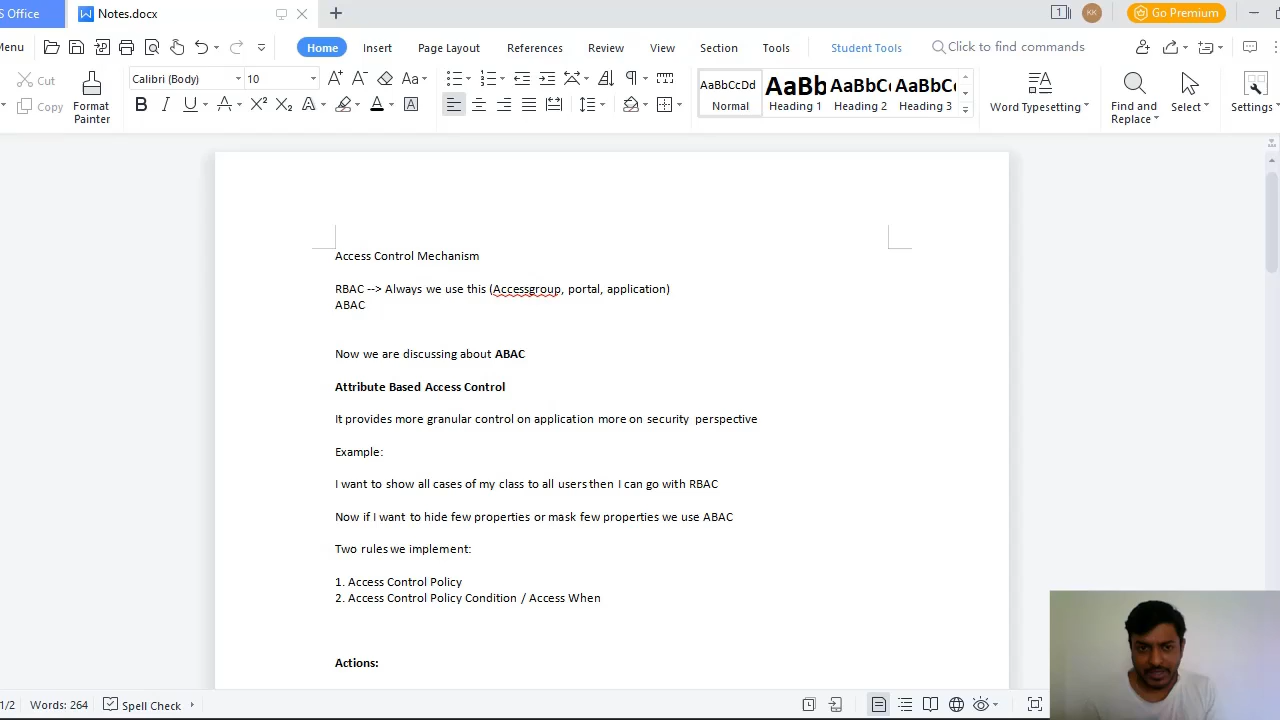 S Office
Notes.docx
1
KK
Go Premium
Menu
Home
Insert
Page Layout
References
Review
View
Section
Tools
Student Tools
Click to find commands
Cut
Copy
Format
Painter
Calibri (Body)
10
AaBbCcDd
Normal
AaBb
Heading 1
AaBbC
Heading 2
AaBbC
Heading 3
Word Typesetting
Find and
Replace
Select
Settings
Access Control Mechanism
RBAC --> Always we use this (Accessgroup, portal, application)
ABAC
Now we are discussing about ABAC
Attribute Based Access Control
It provides more granular control on application more on security perspective
Example:
I want to show all cases of my class to all users then I can go with RBAC
Now if I want to hide few properties or mask few properties we use ABAC
Two rules we implement:
1. Access Control Policy
2. Access Control Policy Condition / Access When
Actions:
1/2
Words: 264
Spell Check